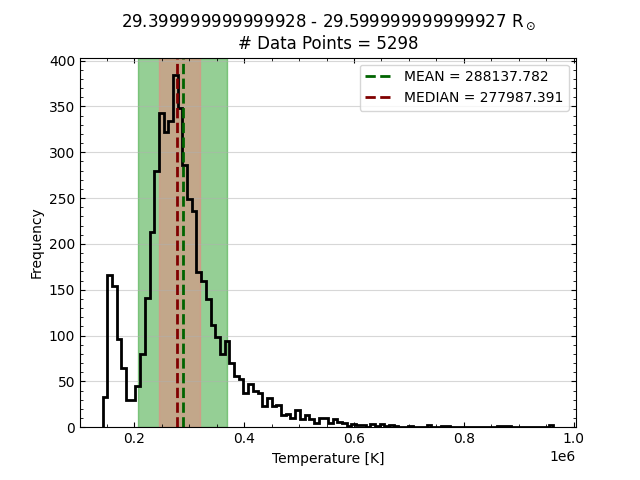 29.399999999999928 - 29.599999999999927 R⊙
# Data Points = 5298
MEAN = 288137.782
MEDIAN = 277987.391
Frequency
400
350
300
250
200
150
100
50
0
0.2
0.4
0.6
0.8
1.0
1e6
Temperature [K]